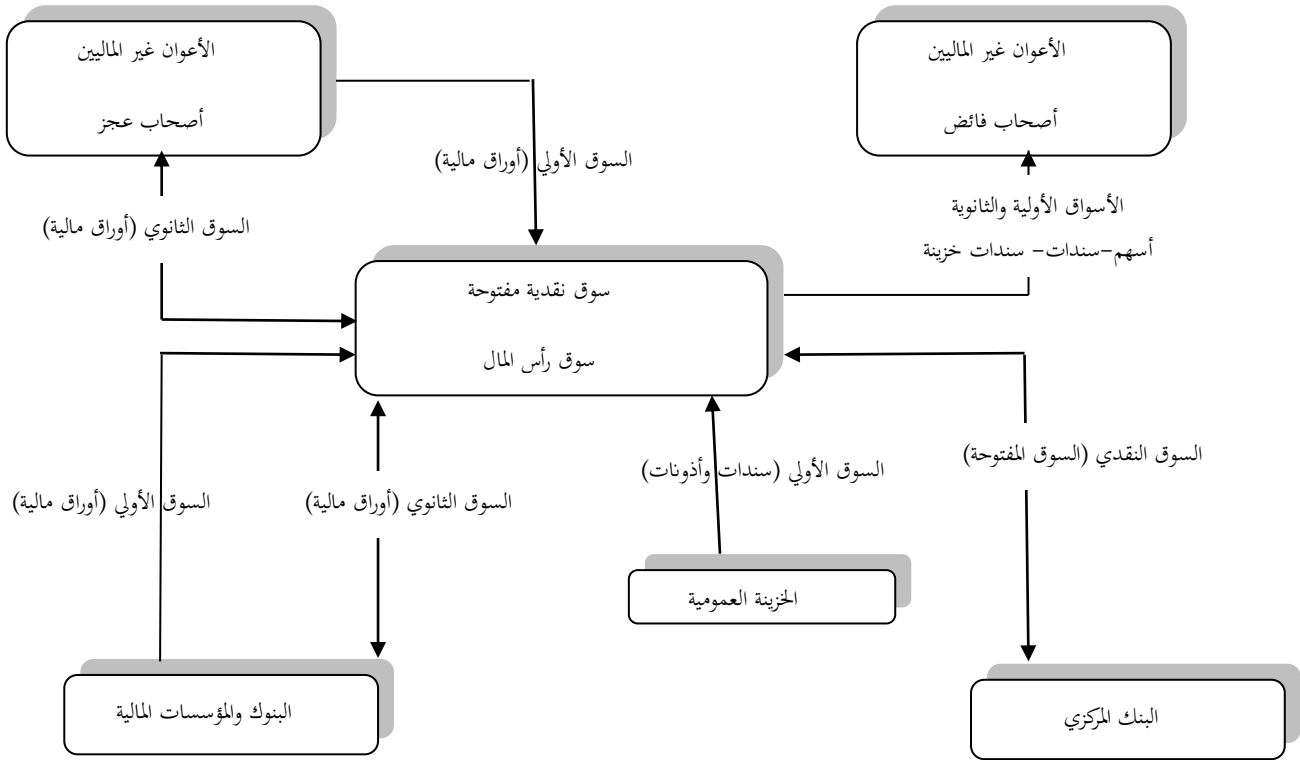 الأعوان غير الماليين
أصحاب فائض
الأعوان غير الماليين
أصحاب عجز
السوق الأولي (أوراق مالية)
الأسواق الأولية والثانوية
أسهم-سندات- سندات خزينة
السوق الثانوي (أوراق مالية)
سوق نقدية مفتوحة
سوق رأس المال
السوق النقدي (السوق المفتوحة)
السوق الأولي (سندات وأذونات)
السوق الثانوي (أوراق مالية)
السوق الأولي (أوراق مالية)
الخزينة العمومية
البنك المركزي
البنوك والمؤسسات المالية